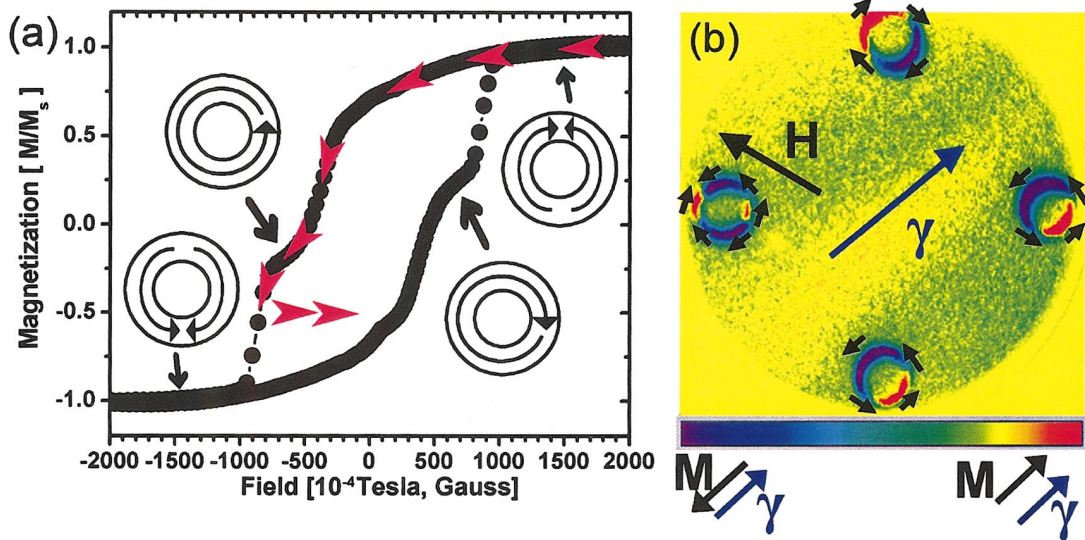 (a)
Magnetization [ M/Mₛ]
1.0
0.5
0.0
-0.5
-1.0
-2000 -1500 -1000 -500 0 500 1000 1500 2000
Field [10⁻⁴Tesla, Gauss]
(b)
H
γ
M
γ
M
γ